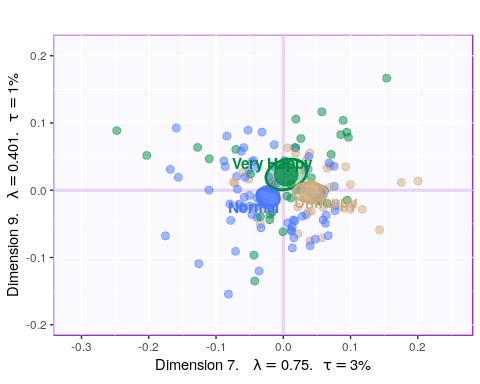 0.2
0.1
0.0
-0.1
-0.2
Dimension 9.  λ = 0.401.  τ = 1%
Very Happy
Normal
Unhappy
-0.3
-0.2
-0.1
0.0
0.1
0.2
Dimension 7.  λ = 0.75.  τ = 3%